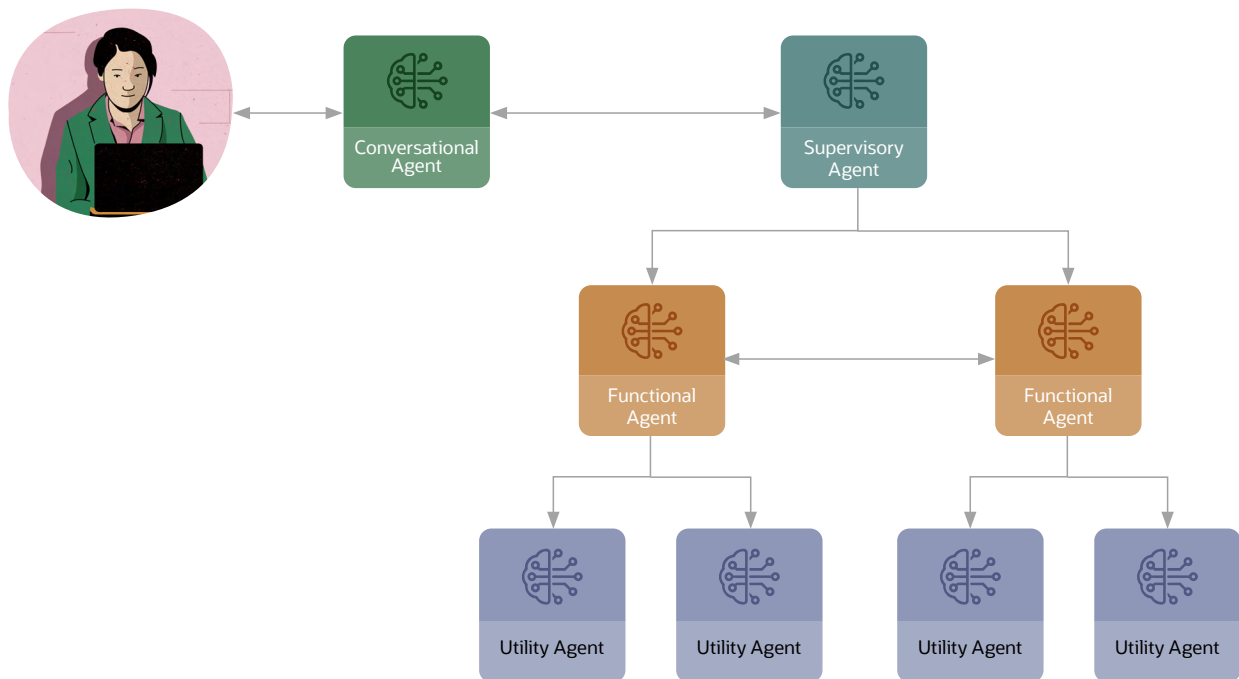 Conversational
Agent
Supervisory
Agent
Functional
Agent
Functional
Agent
Utility Agent
Utility Agent
Utility Agent
Utility Agent